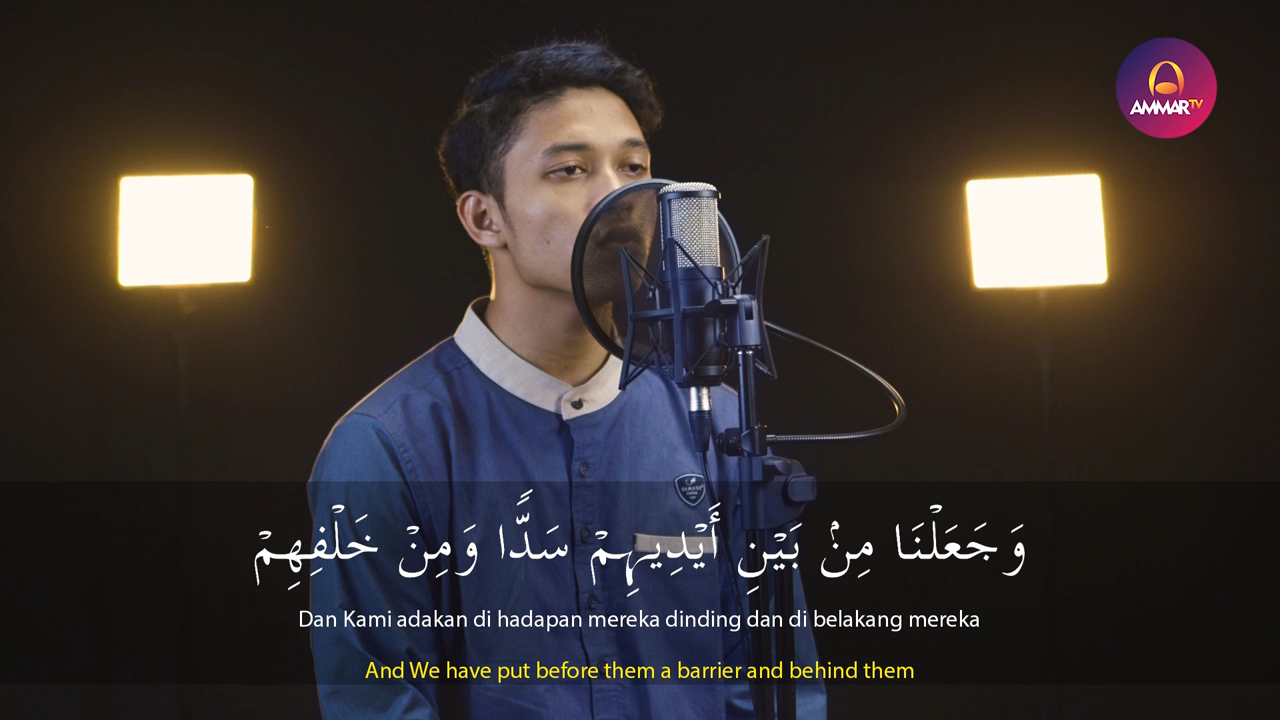 AMMARTV
وَجَعَلْنَا مِنۢ بَيْنِ أَيْدِيهِمْ سَدًّا وَمِنْ خَلْفِهِمْ
Dan Kami adakan di hadapan mereka dinding dan di belakang mereka
And We have put before them a barrier and behind them